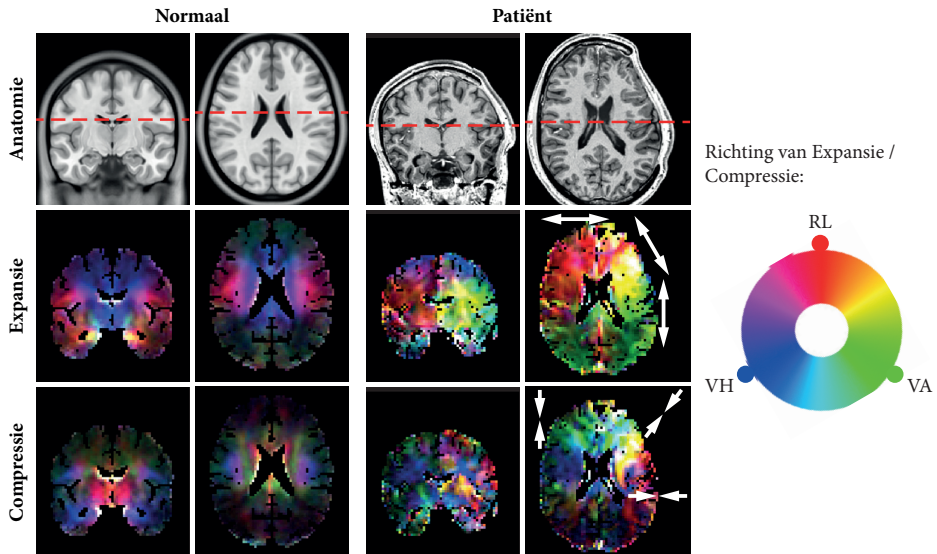 Normaal
Patiënt
Anatomie
Expansie
Compressie
Richting van Expansie /
Compressie:
RL
VH
VA